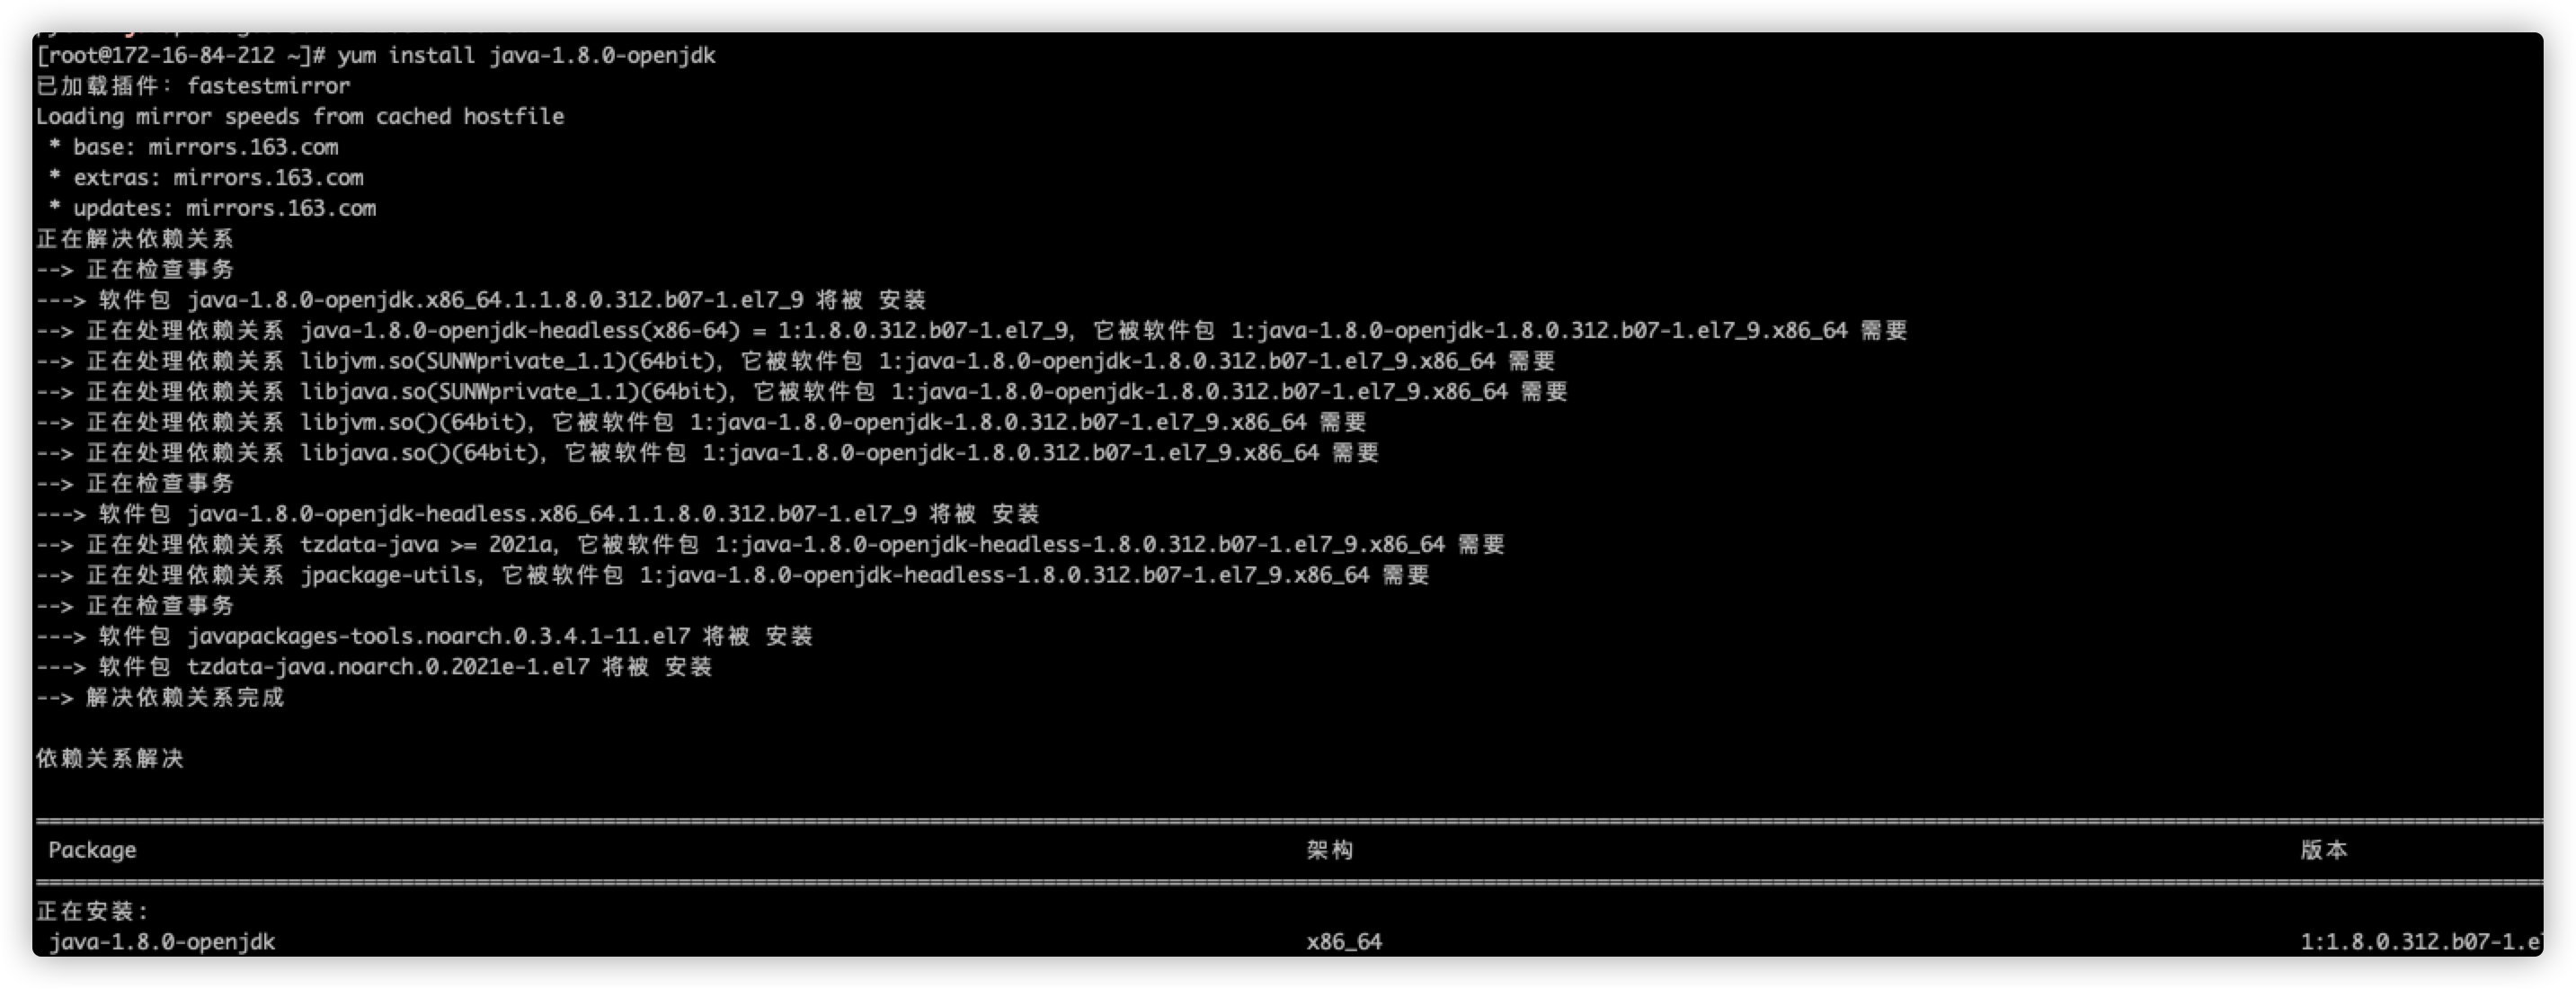 [root@172-16-84-212 ~]# yum install java-1.8.0-openjdk
已加载插件：fastestmirror
Loading mirror speeds from cached hostfile
 * base: mirrors.163.com
 * extras: mirrors.163.com
 * updates: mirrors.163.com
正在解决依赖关系
--> 正在检查事务
---> 软件包 java-1.8.0-openjdk.x86_64.1.1.8.0.312.b07-1.el7_9 将被 安装
--> 正在处理依赖关系 java-1.8.0-openjdk-headless(x86-64) = 1:1.8.0.312.b07-1.el7_9，它被软件包 1:java-1.8.0-openjdk-1.8.0.312.b07-1.el7_9.x86_64 需要
--> 正在处理依赖关系 libjvm.so(SUNWprivate_1.1)(64bit)，它被软件包 1:java-1.8.0-openjdk-1.8.0.312.b07-1.el7_9.x86_64 需要
--> 正在处理依赖关系 libjava.so(SUNWprivate_1.1)(64bit)，它被软件包 1:java-1.8.0-openjdk-1.8.0.312.b07-1.el7_9.x86_64 需要
--> 正在处理依赖关系 libjvm.so()(64bit)，它被软件包 1:java-1.8.0-openjdk-1.8.0.312.b07-1.el7_9.x86_64 需要
--> 正在处理依赖关系 libjava.so()(64bit)，它被软件包 1:java-1.8.0-openjdk-1.8.0.312.b07-1.el7_9.x86_64 需要
--> 正在检查事务
---> 软件包 java-1.8.0-openjdk-headless.x86_64.1.1.8.0.312.b07-1.el7_9 将被 安装
--> 正在处理依赖关系 tzdata-java >= 2021a，它被软件包 1:java-1.8.0-openjdk-headless-1.8.0.312.b07-1.el7_9.x86_64 需要
--> 正在处理依赖关系 jpackage-utils，它被软件包 1:java-1.8.0-openjdk-headless-1.8.0.312.b07-1.el7_9.x86_64 需要
--> 正在检查事务
---> 软件包 javapackages-tools.noarch.0.3.4.1-11.el7 将被 安装
---> 软件包 tzdata-java.noarch.0.2021e-1.el7 将被 安装
--> 解决依赖关系完成
依赖关系解决
 Package 架构 版本
正在安装:
 java-1.8.0-openjdk x86_64 1:1.8.0.312.b07-1.e